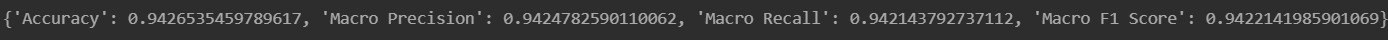 {'Accuracy': 0.9426535459789617, 'Macro Precision': 0.9424782590110062, 'Macro Recall': 0.942143792737112, 'Macro F1 Score': 0.9422141985901069}